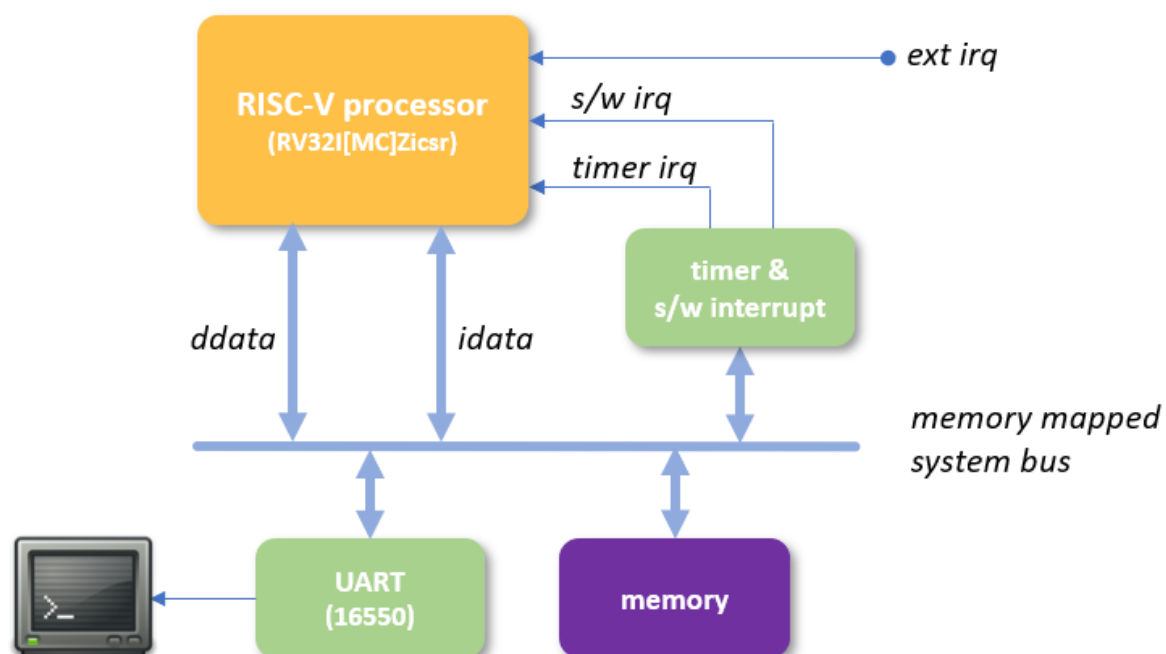 RISC-V processor
(RV32I[MC]Zicsr)
ext irq
s/w irq
timer irq
timer &
s/w interrupt
ddata
idata
memory mapped
system bus
UART
(16550)
memory
>_